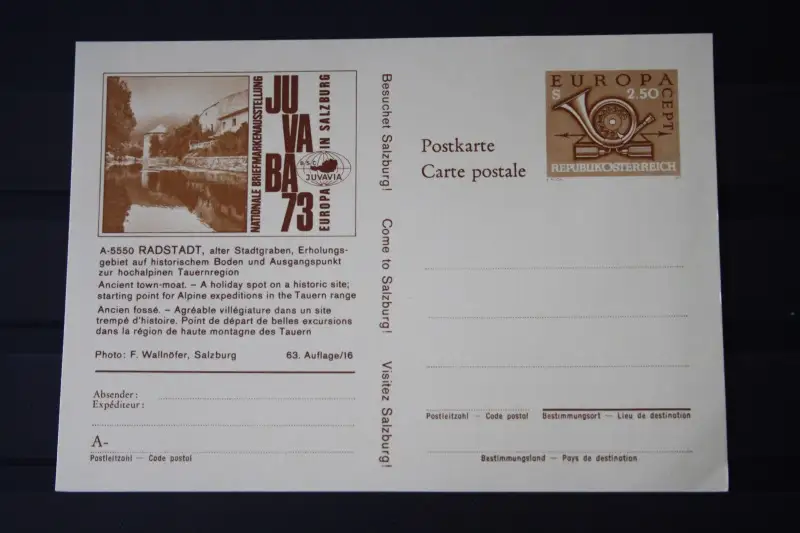 NATIONALE BRIEFMARKENAUSSTELLUNG
JU
VA
BA
73
EUROPA IN SALZBURG
B.S.C.
JUVAVIA
A-5550 RADSTADT, alter Stadtgraben, Erholungs-
gebiet auf historischem Boden und Ausgangspunkt
zur hochalpinen Tauernregion
Ancient town-moat. – A holiday spot on a historic site;
starting point for Alpine expeditions in the Tauern range
Ancien fossé. – Agréable villégiature dans un site
trempé d'histoire. Point de départ de belles excursions
dans la région de haute montagne des Tauern
Photo: F. Wallnöfer, Salzburg 63. Auflage/16
Absender:
Expéditeur:
A-
Postleitzahl — Code postal
Besuchet Salzburg! Come to Salzburg! Visitez Salzburg!
Postkarte
Carte postale
EUROPA
CEPT
S 2.50
REPUBLIK ÖSTERREICH
Postleitzahl — Code postal Bestimmungsort — Lieu de destination
Bestimmungsland — Pays de destination